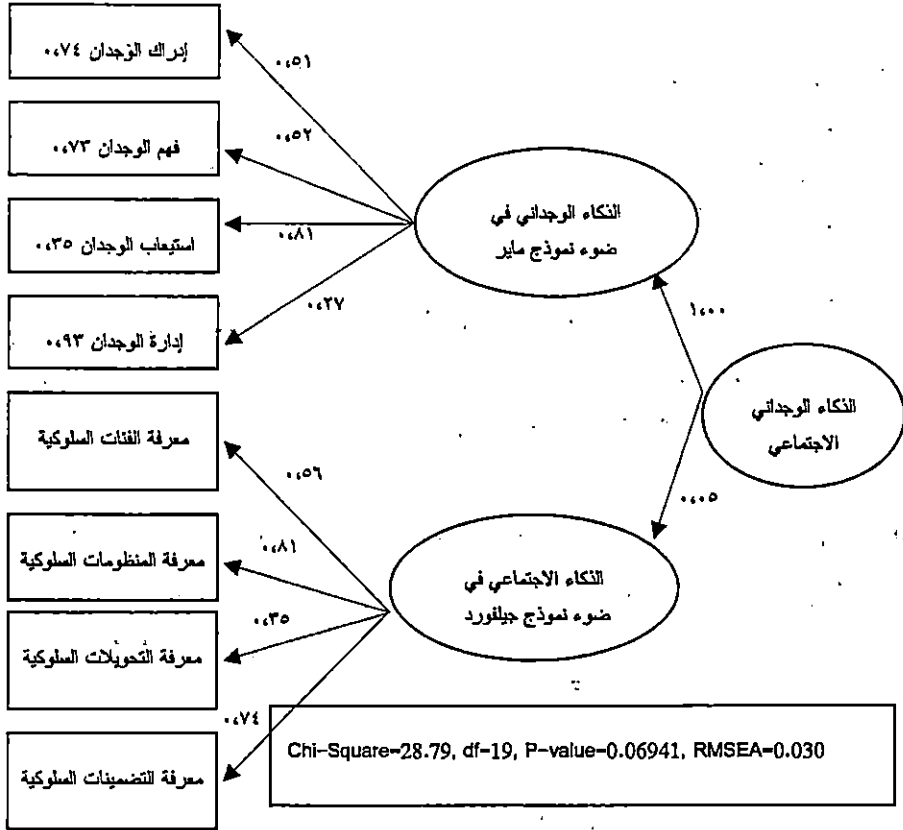 إدراك الوجدان ٠،٧٤
٠،٥١
فهم الوجدان ٠،٧٣
٠،٥٢
الذكاء الوجداني في
ضوء نموذج ماير
استيعاب الوجدان ٠،٣٥
٠،٨١
إدارة الوجدان ٠،٩٣
٠،٢٧
١،٠٠
الذكاء الوجداني
الاجتماعي
معرفة الفئات السلوكية
٠،٥٦
٠،٠٥
معرفة المنظومات السلوكية
٠،٨١
الذكاء الاجتماعي في
ضوء نموذج جيلفورد
معرفة التحويلات السلوكية
٠،٣٥
معرفة التضمينات السلوكية
٠،٧٤
Chi-Square=28.79, df=19, P-value=0.06941, RMSEA=0.030